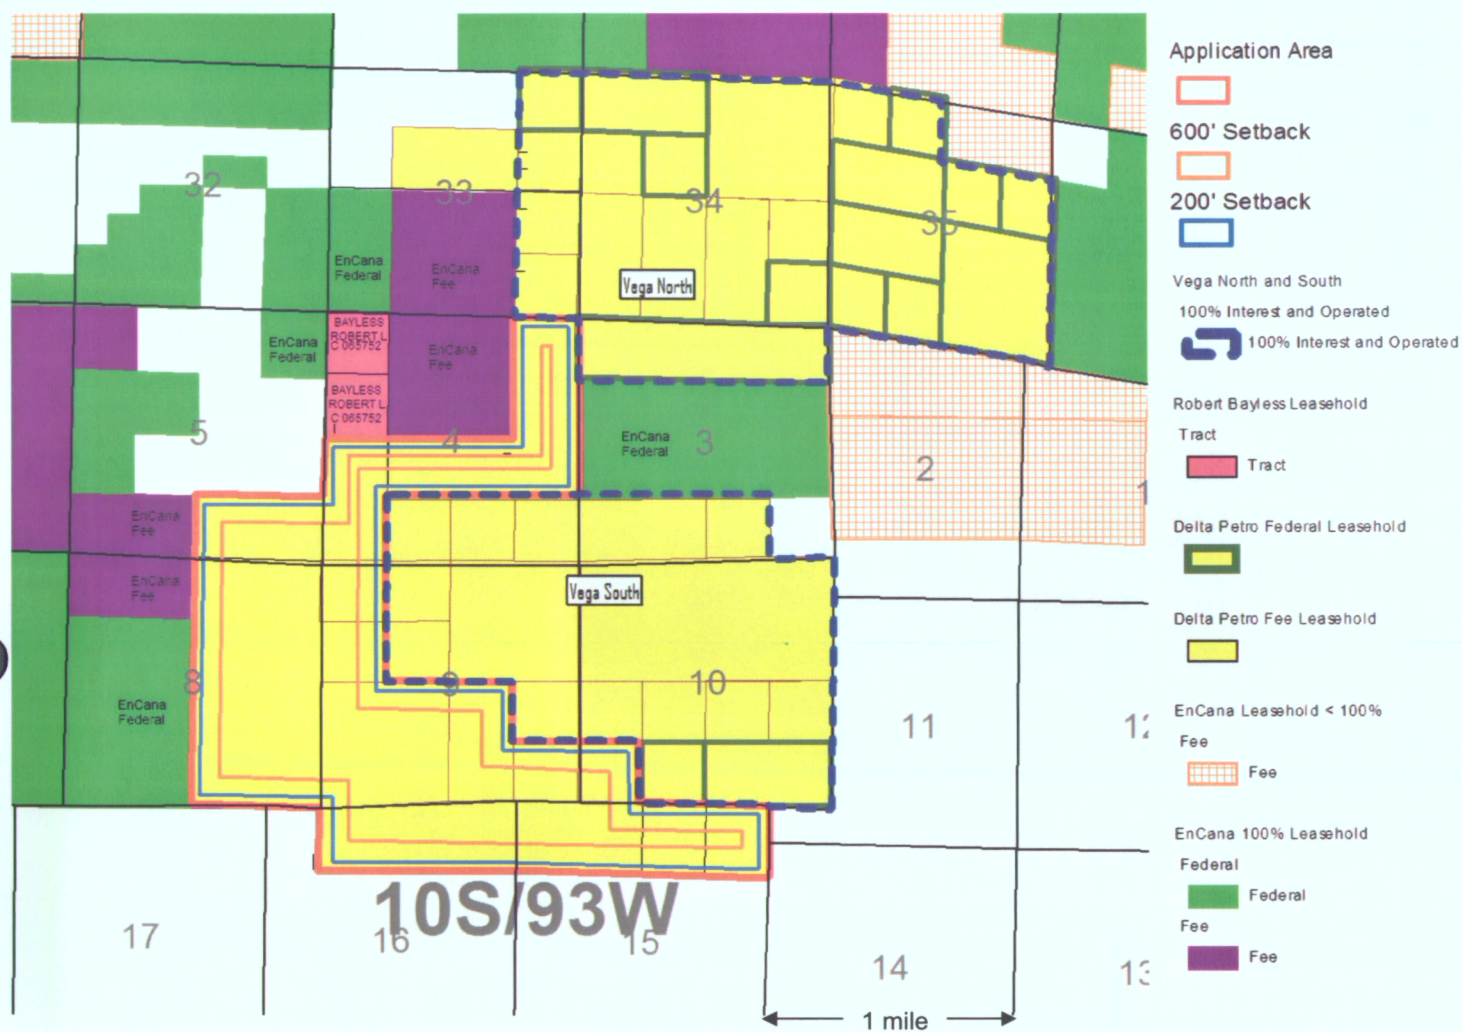 Application Area
600' Setback
200' Setback
Vega North and South
100% Interest and Operated
100% Interest and Operated
Robert Bayless Leasehold
Tract
Tract
Delta Petro Federal Leasehold
Delta Petro Fee Leasehold
EnCana Leasehold < 100%
Fee
Fee
EnCana 100% Leasehold
Federal
Federal
Fee
Fee
32
33
34
35
EnCana
Federal
EnCana
Fee
Vega North
BAYLESS
ROBERT L
C 065752
EnCana
Federal
EnCana
Fee
BAYLESS
ROBERT L
C 065752
5
4
EnCana
Federal
3
2
1
EnCana
Fee
EnCana
Fee
Vega South
8
9
10
11
12
EnCana
Federal
10S/93W
17
16
15
14
13
1 mile